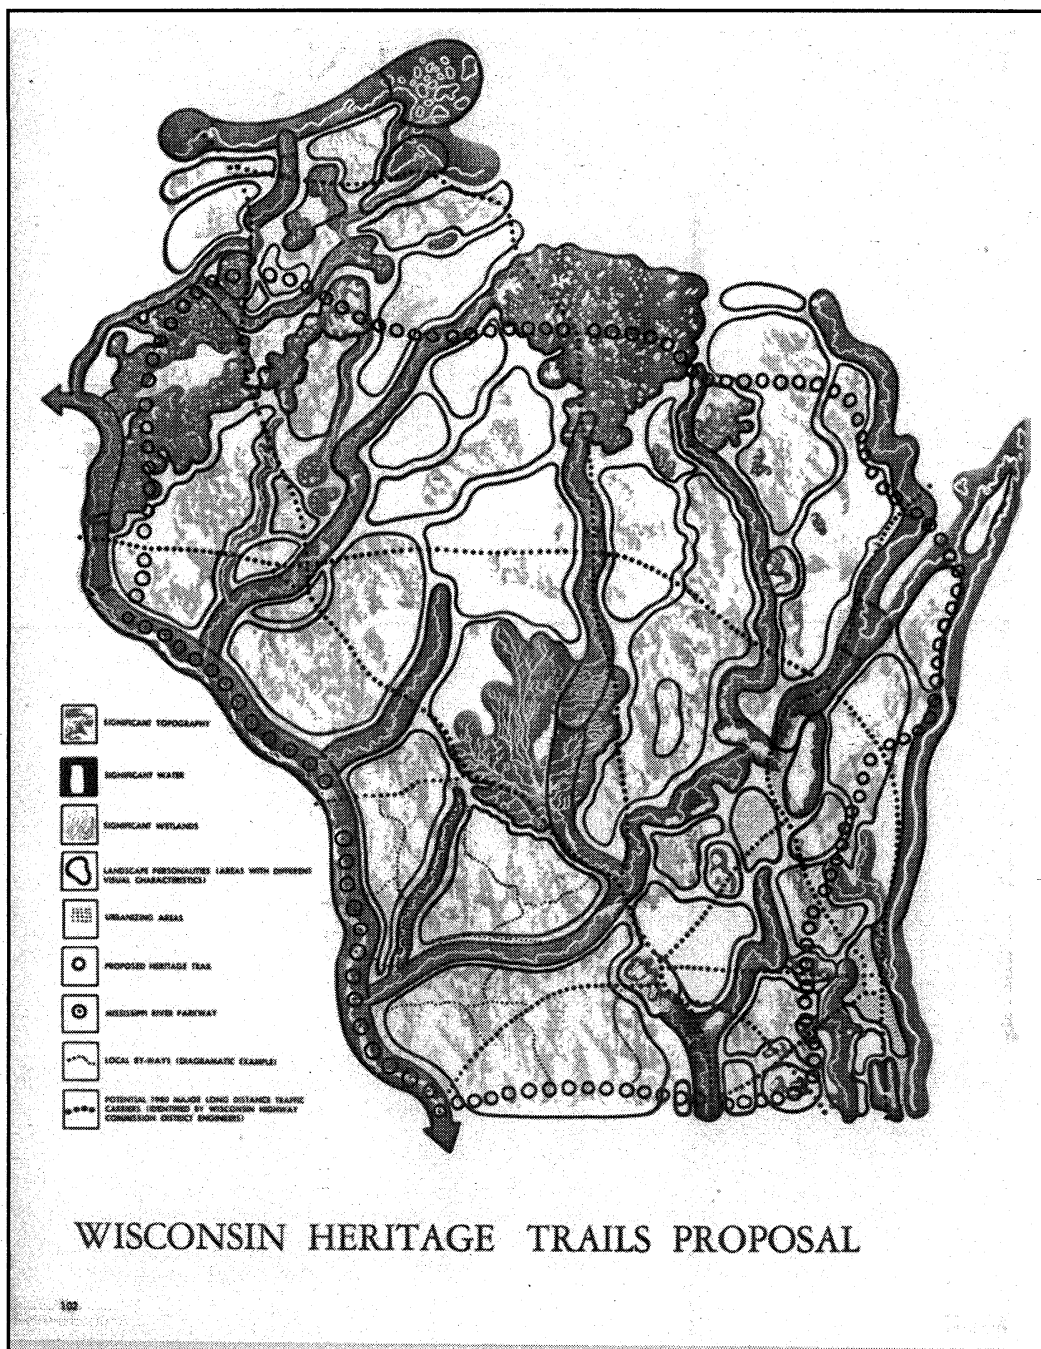 SIGNIFICANT TOPOGRAPHY
SIGNIFICANT WATER
SIGNIFICANT WETLANDS
LANDSCAPE PERSONALITIES (AREAS WITH DIFFERENT
VISUAL CHARACTERISTICS)
URBANIZING AREAS
PROPOSED HERITAGE TRAIL
MISSISSIPPI RIVER PARKWAY
LOCAL BY-WAYS (DIAGRAMATIC EXAMPLE)
POTENTIAL 1980 MAJOR LONG DISTANCE TRAFFIC
CARRIERS (IDENTIFIED BY WISCONSIN HIGHWAY
COMMISSION DISTRICT ENGINEERS)
WISCONSIN HERITAGE TRAILS PROPOSAL
102